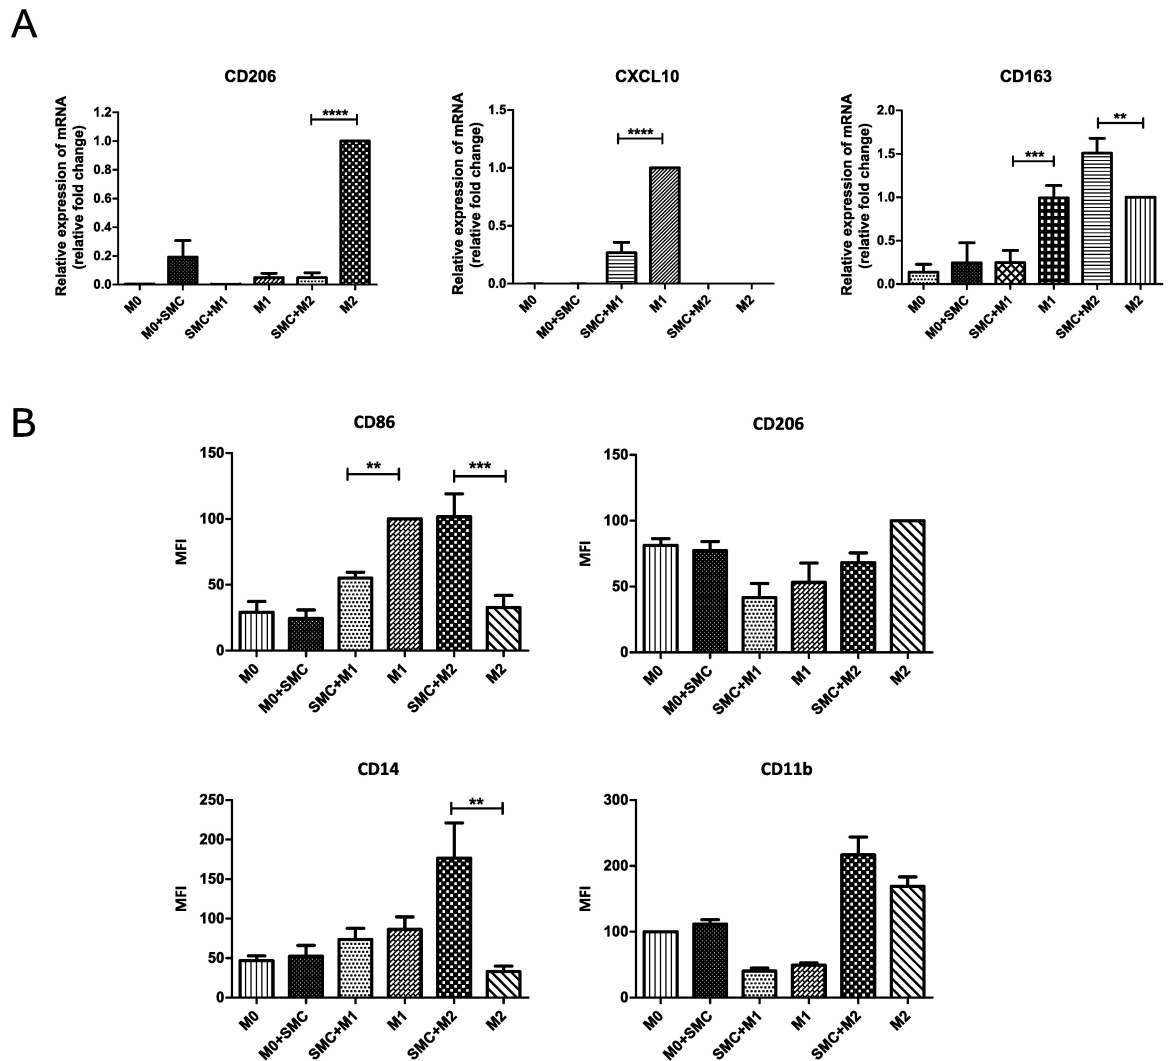 A
CD206
Relative expression of mRNA
(relative fold change)
1.2
1.0
0.8
0.6
0.4
0.2
0.0
****
M0
M0+SMC
SMC+M1
M1
SMC+M2
M2
CXCL10
Relative expression of mRNA
(relative fold change)
1.5
1.0
0.5
0.0
****
M0
M0+SMC
SMC+M1
M1
SMC+M2
M2
CD163
Relative expression of mRNA
(relative fold change)
2.0
1.5
1.0
0.5
0.0
***
**
M0
M0+SMC
SMC+M1
M1
SMC+M2
M2
B
CD86
MFI
150
100
50
0
**
***
M0
M0+SMC
SMC+M1
M1
SMC+M2
M2
CD206
MFI
150
100
50
0
M0
M0+SMC
SMC+M1
M1
SMC+M2
M2
CD14
MFI
250
200
150
100
50
0
**
M0
M0+SMC
SMC+M1
M1
SMC+M2
M2
CD11b
MFI
300
200
100
0
M0
M0+SMC
SMC+M1
M1
SMC+M2
M2